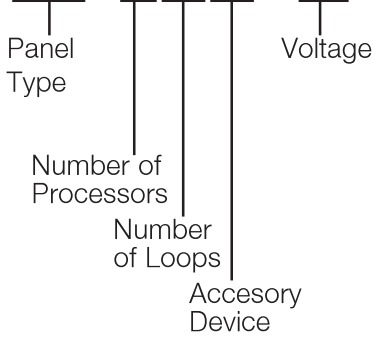 Panel
Type
Voltage
Number of
Processors
Number
of Loops
Accesory
Device